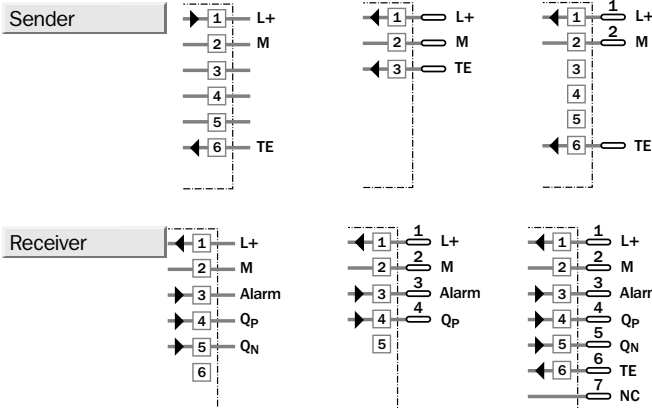 Sender
1 L+ 1 L+ 1 1 L+
2 M 2 M 2 2 M
3 3 TE 3
4 4
5 5
6 TE 6 TE
Receiver
1 L+ 1 1 L+ 1 1 L+
2 M 2 2 M 2 2 M
3 Alarm 3 3 Alarm 3 3 Alarm
4 QP 4 4 QP 4 4 QP
5 QN 5 5 5 QN
6 6 6 TE
7 NC